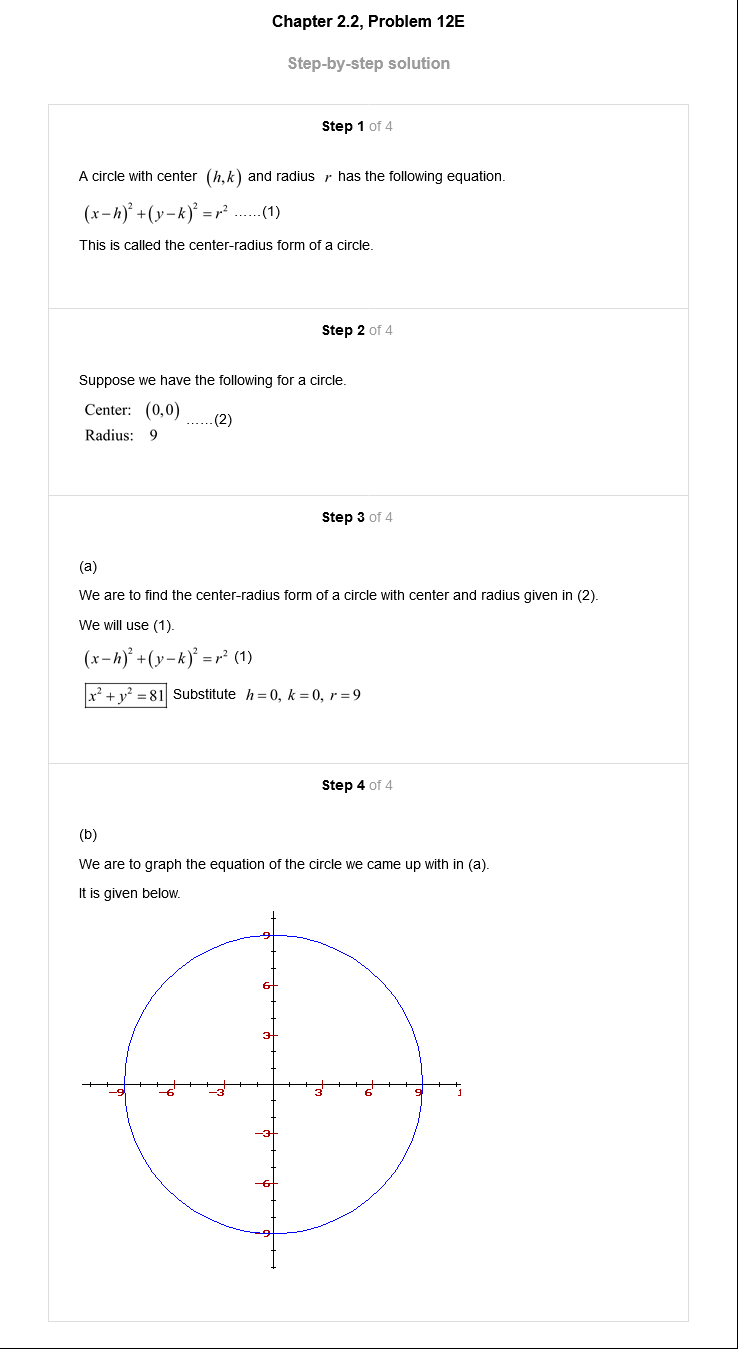 Chapter 2.2, Problem 12E
Step-by-step solution
Step 1 of 4
A circle with center (h,k) and radius r has the following equation.
(x−h)² + (y−k)² = r² ......(1)
This is called the center-radius form of a circle.
Step 2 of 4
Suppose we have the following for a circle.
Center: (0,0)
......(2)
Radius: 9
Step 3 of 4
(a)
We are to find the center-radius form of a circle with center and radius given in (2).
We will use (1).
(x−h)² + (y−k)² = r² (1)
x² + y² = 81 Substitute h = 0, k = 0, r = 9
Step 4 of 4
(b)
We are to graph the equation of the circle we came up with in (a).
It is given below.
9
6
3
−9 −6 −3 3 6 9 1
−3
−6
−9